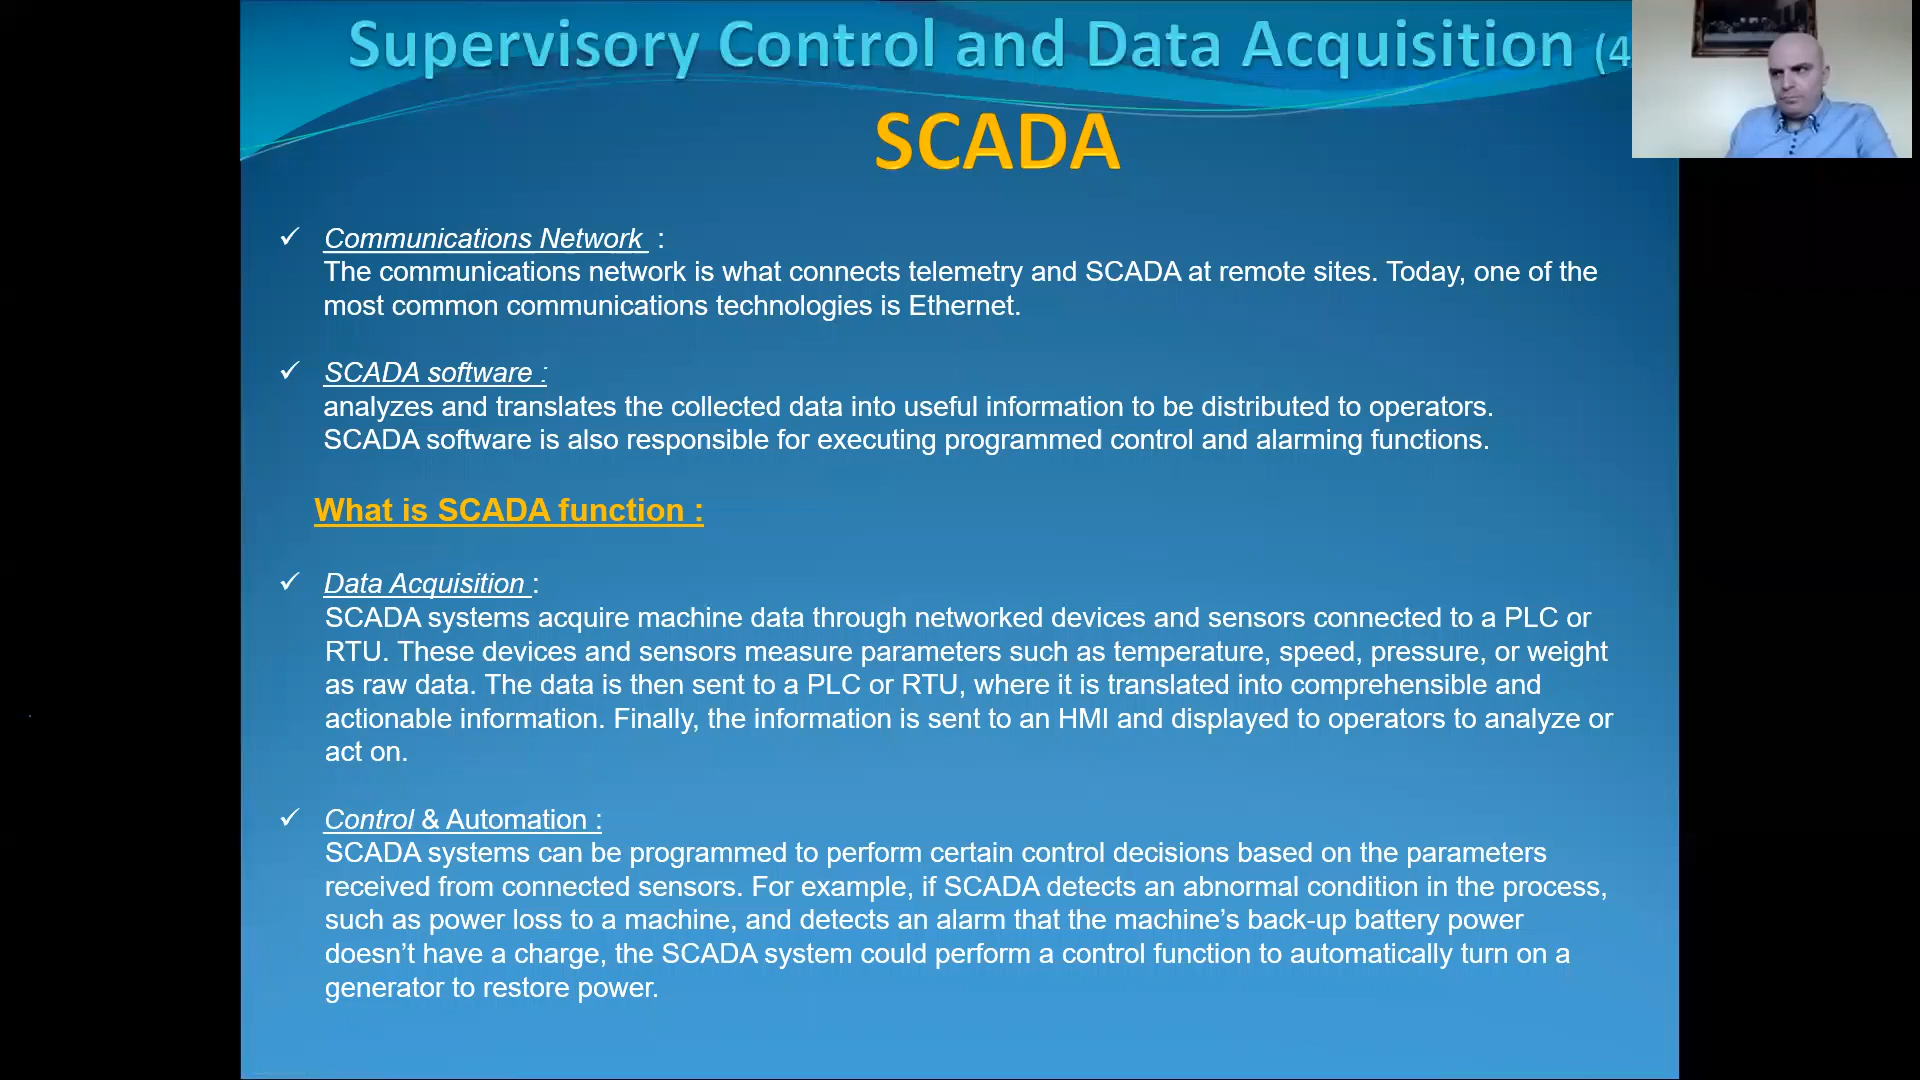 Supervisory Control and Data Acquisition (4
SCADA
✓ Communications Network :
The communications network is what connects telemetry and SCADA at remote sites. Today, one of the
most common communications technologies is Ethernet.
✓ SCADA software :
analyzes and translates the collected data into useful information to be distributed to operators.
SCADA software is also responsible for executing programmed control and alarming functions.
What is SCADA function :
✓ Data Acquisition :
SCADA systems acquire machine data through networked devices and sensors connected to a PLC or
RTU. These devices and sensors measure parameters such as temperature, speed, pressure, or weight
as raw data. The data is then sent to a PLC or RTU, where it is translated into comprehensible and
actionable information. Finally, the information is sent to an HMI and displayed to operators to analyze or
act on.
✓ Control & Automation :
SCADA systems can be programmed to perform certain control decisions based on the parameters
received from connected sensors. For example, if SCADA detects an abnormal condition in the process,
such as power loss to a machine, and detects an alarm that the machine’s back-up battery power
doesn’t have a charge, the SCADA system could perform a control function to automatically turn on a
generator to restore power.